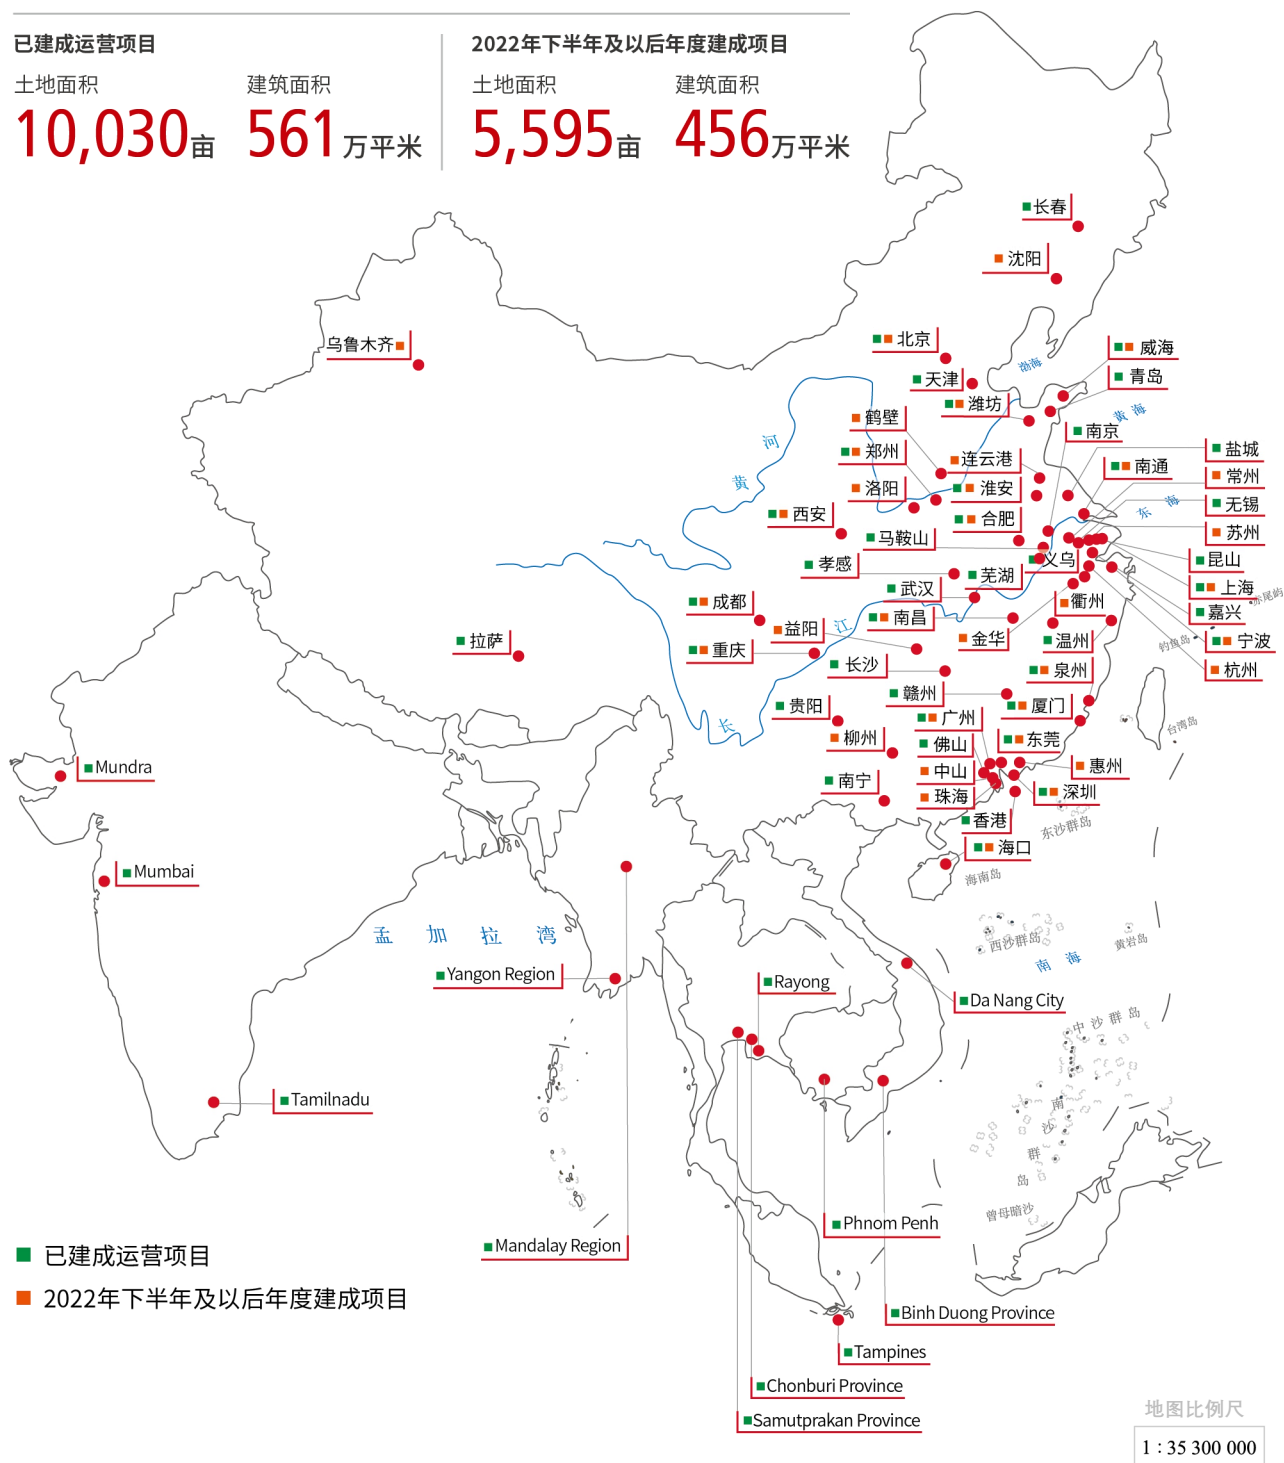 已建成运营项目
土地面积
建筑面积
10,030亩
561万平米
2022年下半年及以后年度建成项目
土地面积
建筑面积
5,595亩
456万平米
长春
沈阳
乌鲁木齐
北京
天津
潍坊
渤海
威海
青岛
黄海
南京
鹤壁
郑州
洛阳
连云港
淮安
合肥
盐城
南通
常州
无锡
东海
苏州
黄河
西安
马鞍山
义乌
昆山
孝感
武汉
芜湖
上海
赤尾屿
成都
益阳
南昌
衢州
嘉兴
江
金华
温州
钓鱼岛
宁波
拉萨
重庆
长沙
泉州
杭州
贵阳
赣州
厦门
长
柳州
广州
佛山
东莞
台湾岛
Mundra
南宁
中山
珠海
惠州
深圳
香港
东沙群岛
海口
海南岛
Mumbai
孟加拉湾
西沙群岛
黄岩岛
南海
Yangon Region
Rayong
Da Nang City
中沙群岛
Tamilnadu
南沙群岛
曾母暗沙
Phnom Penh
Mandalay Region
已建成运营项目
2022年下半年及以后年度建成项目
Binh Duong Province
Tampines
Chonburi Province
Samutprakan Province
地图比例尺
1 : 35 300 000